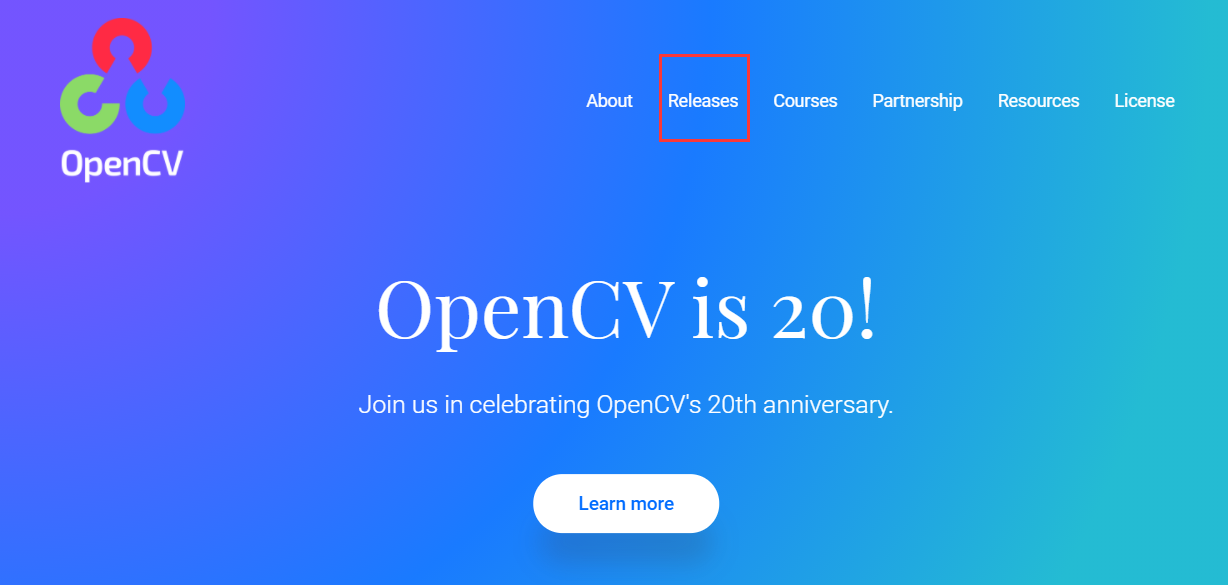 OpenCV
About Releases Courses Partnership Resources License
OpenCV is 20!
Join us in celebrating OpenCV's 20th anniversary.
Learn more